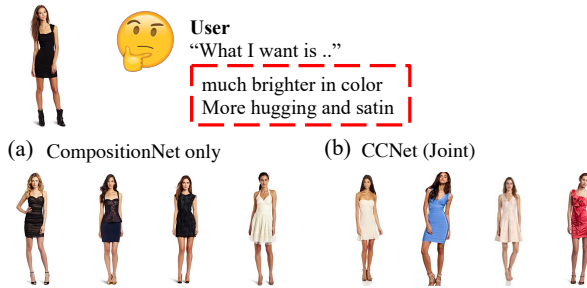 User
“What I want is ..”
much brighter in color
More hugging and satin
(a) CompositionNet only
(b) CCNet (Joint)